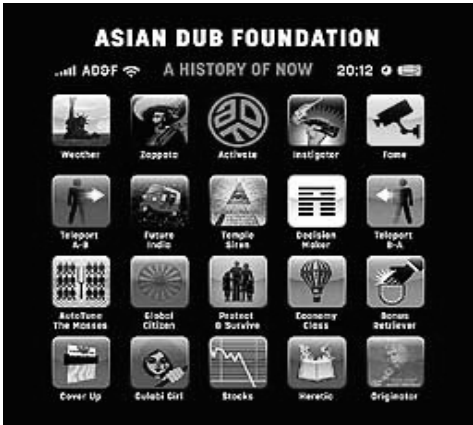 ASIAN DUB FOUNDATION
ADF A HISTORY OF NOW 20:12
Weather Zappata Activate Instigator Fame
Teleport Future Temple Decision Teleport
A-B India Siren Maker B-A
AutoTune Global Protect Economy Bonus
The Masses Citizen & Survive Class Retriever
Cover Up Gulabi Girl Stocks Heretic Originator